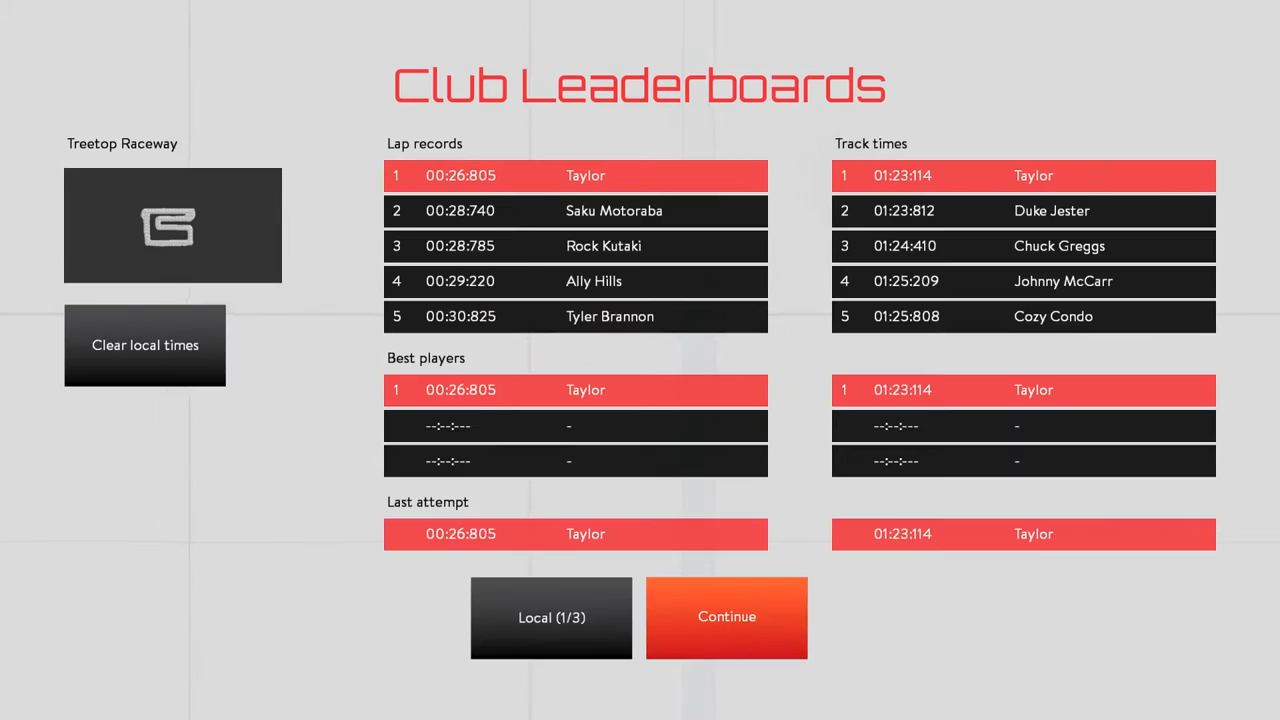 Club Leaderboards
Treetop Raceway
Clear local times
Lap records
1 00:26:805 Taylor
2 00:28:740 Saku Motoraba
3 00:28:785 Rock Kutaki
4 00:29:220 Ally Hills
5 00:30:825 Tyler Brannon
Best players
1 00:26:805 Taylor
--:--:--- -
--:--:--- -
Last attempt
00:26:805 Taylor
Track times
1 01:23:114 Taylor
2 01:23:812 Duke Jester
3 01:24:410 Chuck Greggs
4 01:25:209 Johnny McCarr
5 01:25:808 Cozy Condo
1 01:23:114 Taylor
--:--:--- -
--:--:--- -
01:23:114 Taylor
Local (1/3)
Continue